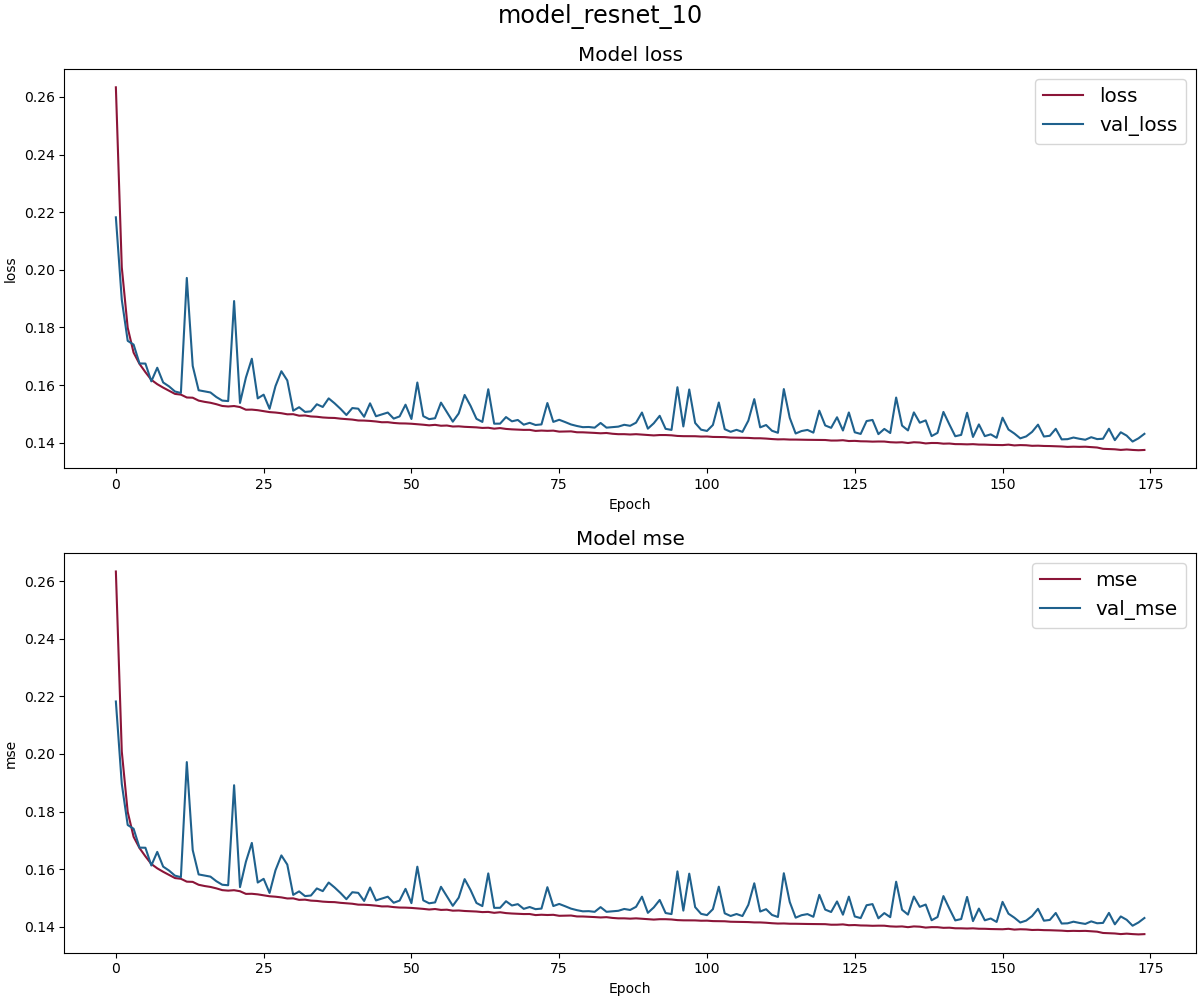 model_resnet_10
Model loss
loss
val_loss
0.26
0.24
0.22
0.20
0.18
0.16
0.14
loss
0 25 50 75 100 125 150 175
Epoch
Model mse
mse
val_mse
0.26
0.24
0.22
0.20
0.18
0.16
0.14
mse
0 25 50 75 100 125 150 175
Epoch